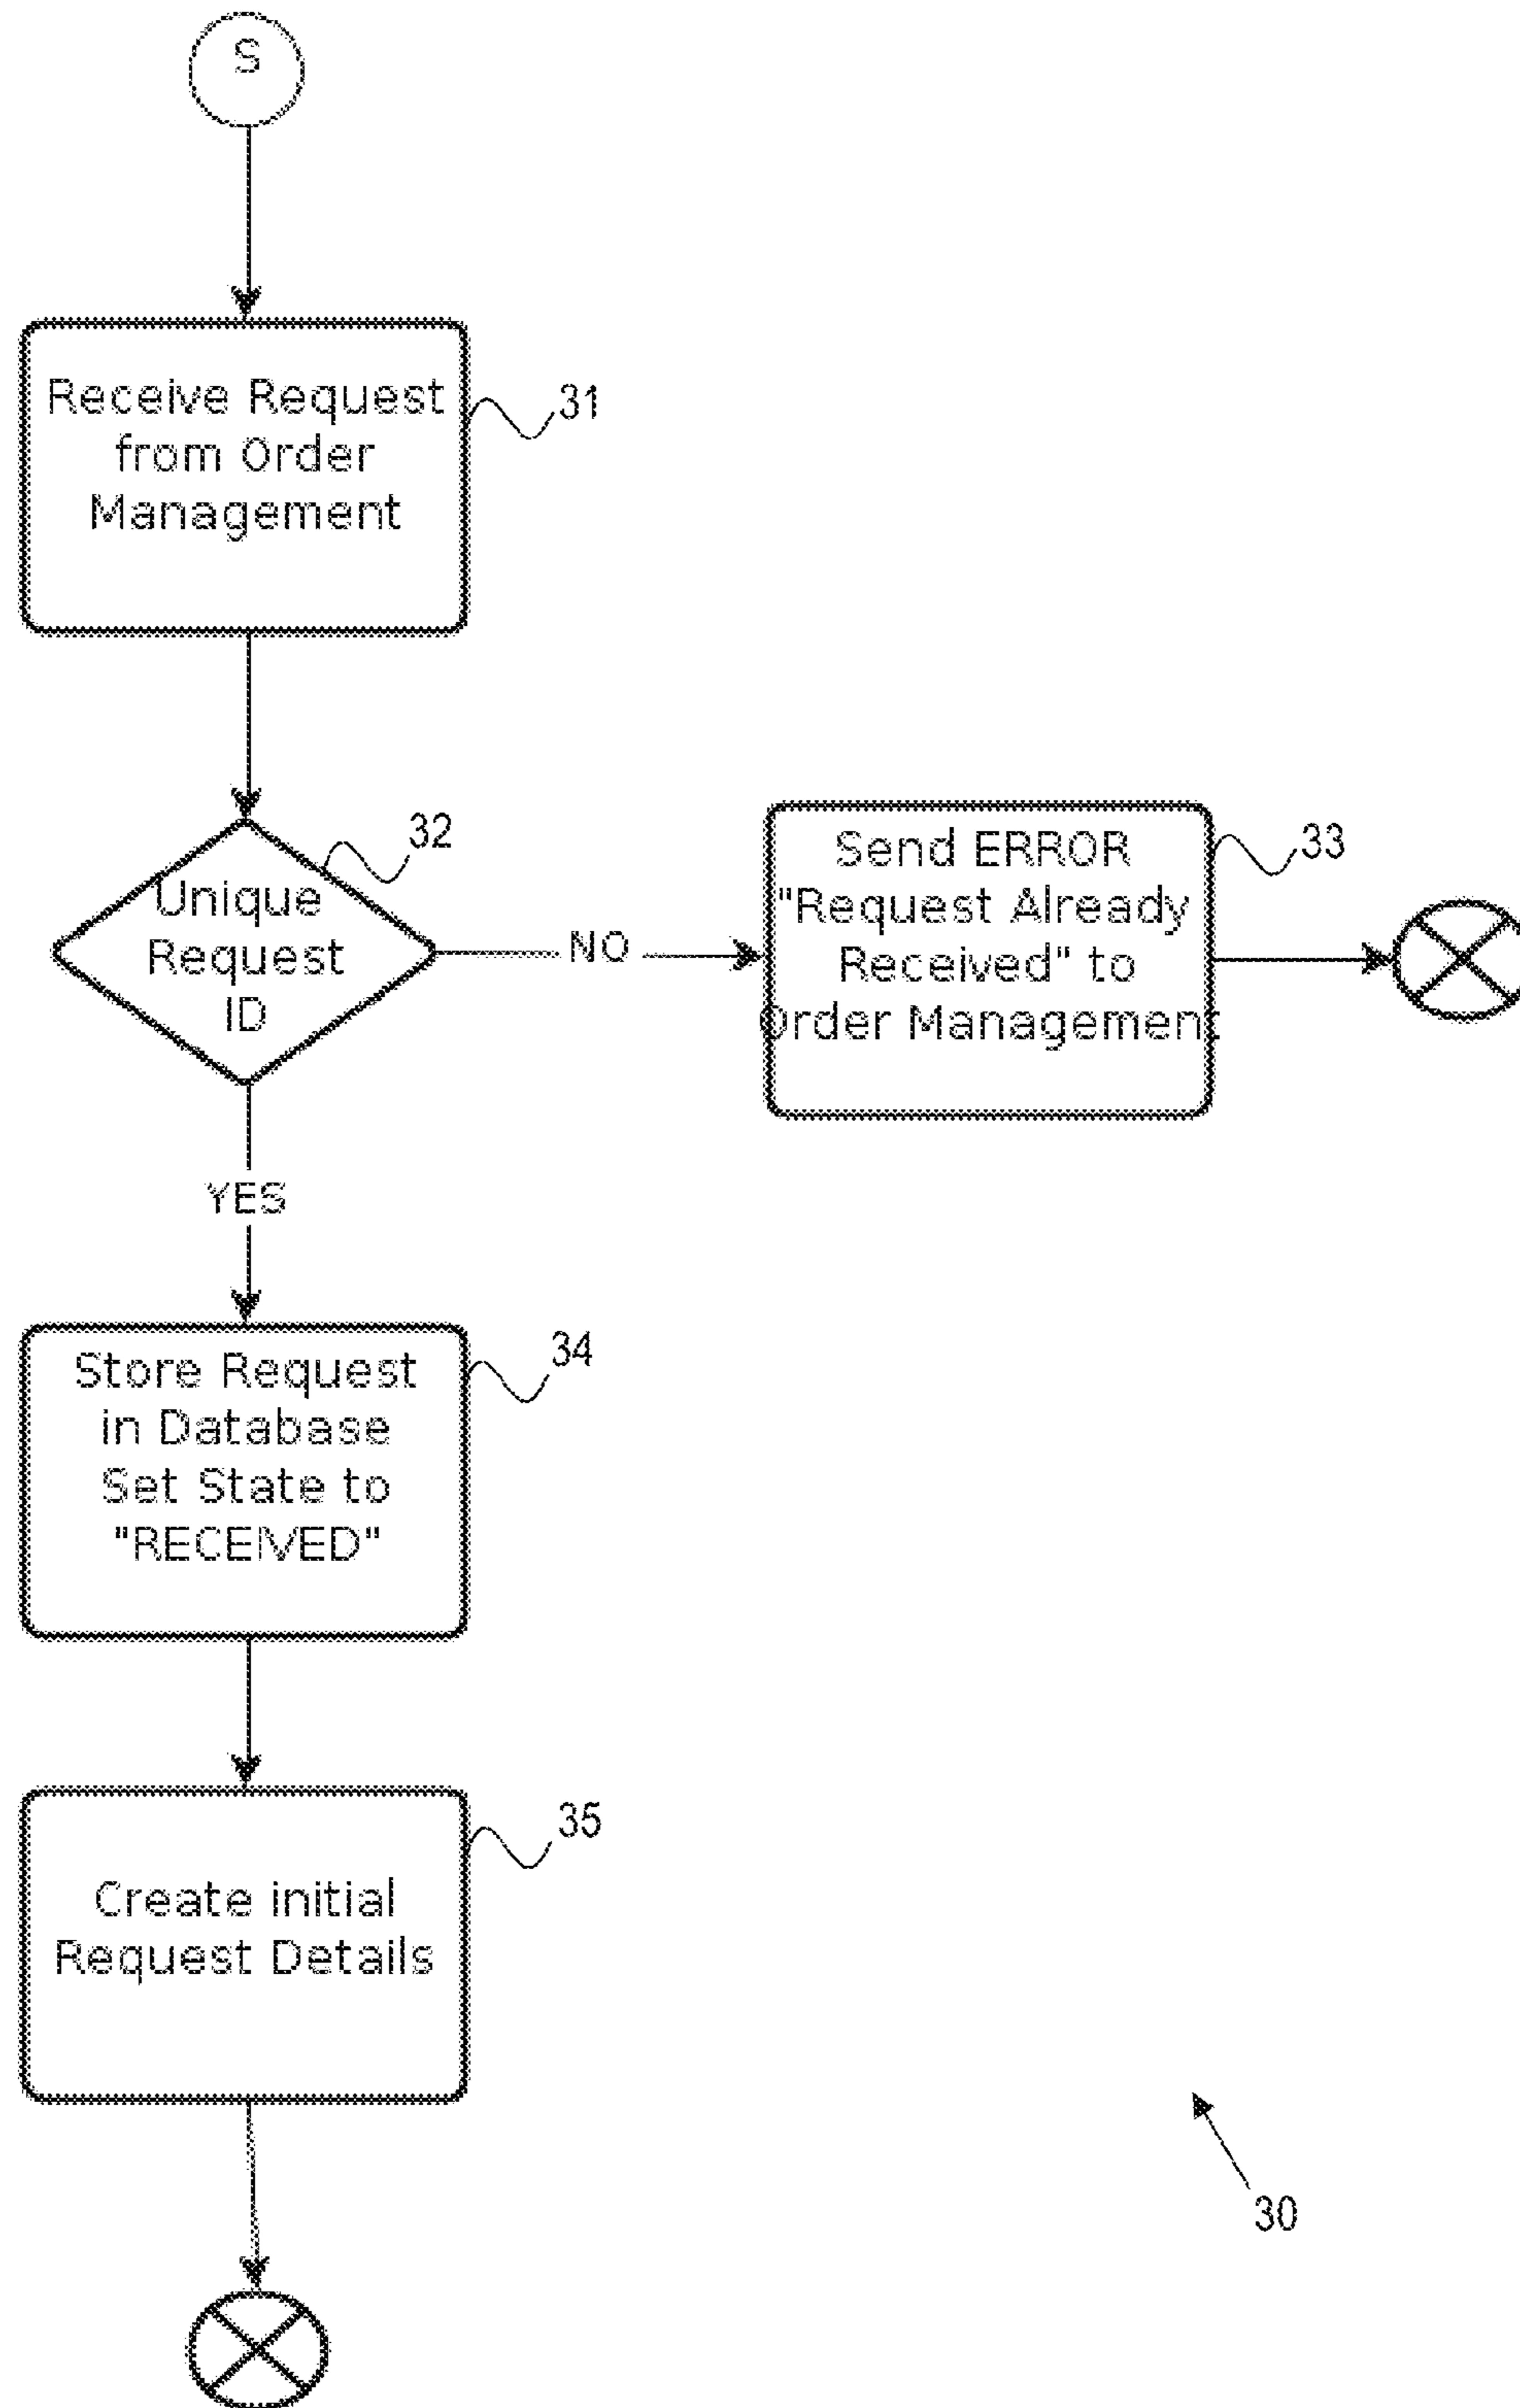 S
Receive Request
from Order
Management
31
32
Unique
Request
ID
NO
Send ERROR
"Request Already
Received" to
Order Management
33
YES
Store Request
in Database
Set State to
"RECEIVED"
34
Create initial
Request Details
35
30